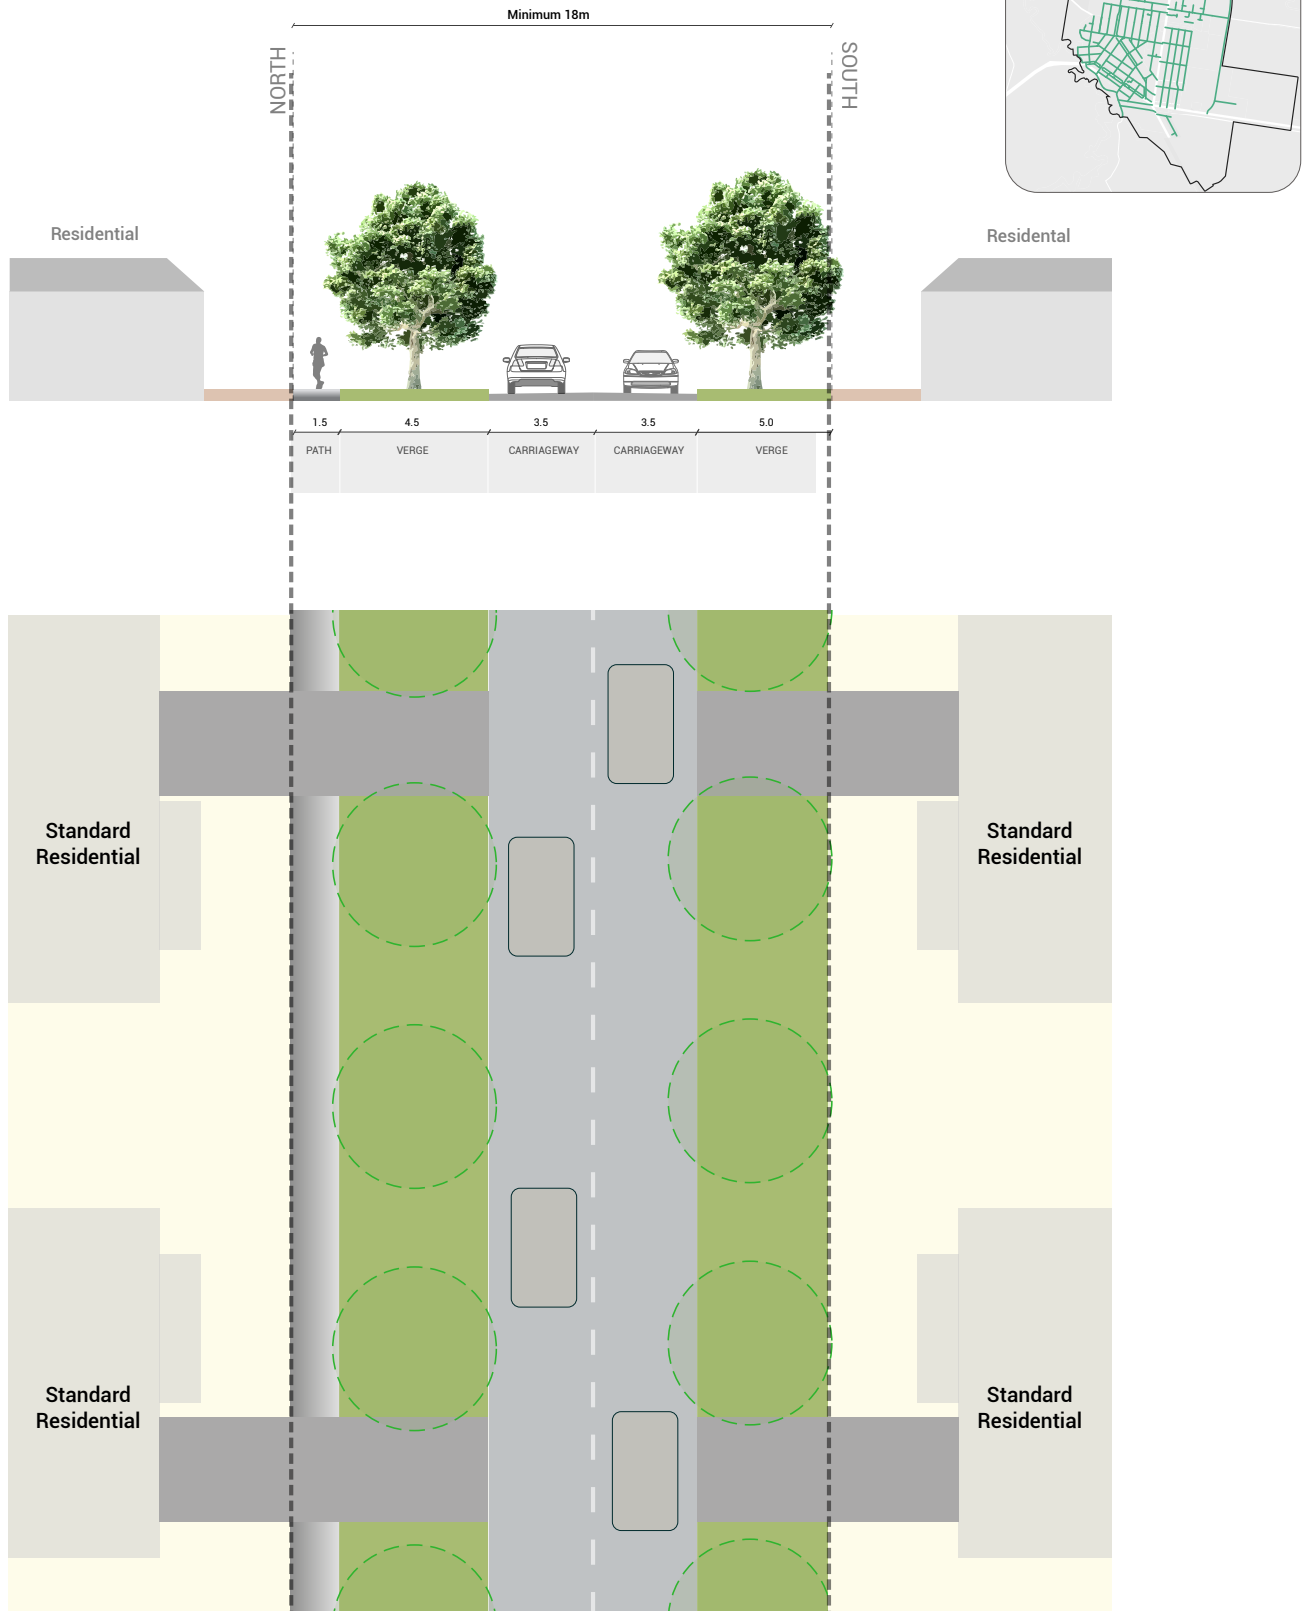 Minimum 18m
NORTH
SOUTH
Residential
Residental
1.5
4.5
3.5
3.5
5.0
PATH
VERGE
CARRIAGEWAY
CARRIAGEWAY
VERGE
Standard
Residential
Standard
Residential
Standard
Residential
Standard
Residential